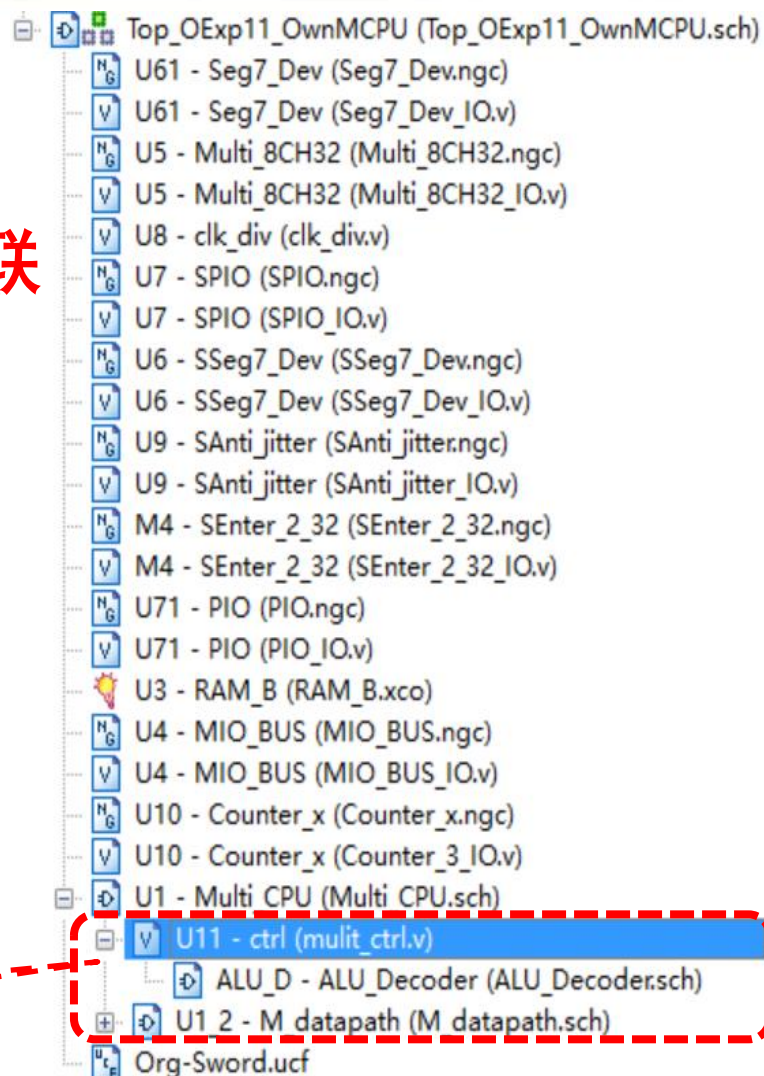 Top_OExp11_OwnMCPU (Top_OExp11_OwnMCPU.sch)
U61 - Seg7_Dev (Seg7_Dev.ngc)
U61 - Seg7_Dev (Seg7_Dev_IO.v)
U5 - Multi_8CH32 (Multi_8CH32.ngc)
U5 - Multi_8CH32 (Multi_8CH32_IO.v)
联
U8 - clk_div (clk_div.v)
U7 - SPIO (SPIO.ngc)
U7 - SPIO (SPIO_IO.v)
U6 - SSeg7_Dev (SSeg7_Dev.ngc)
U6 - SSeg7_Dev (SSeg7_Dev_IO.v)
U9 - SAnti_jitter (SAnti_jitter.ngc)
U9 - SAnti_jitter (SAnti_jitter_IO.v)
M4 - SEnter_2_32 (SEnter_2_32.ngc)
M4 - SEnter_2_32 (SEnter_2_32_IO.v)
U71 - PIO (PIO.ngc)
U71 - PIO (PIO_IO.v)
U3 - RAM_B (RAM_B.xco)
U4 - MIO_BUS (MIO_BUS.ngc)
U4 - MIO_BUS (MIO_BUS_IO.v)
U10 - Counter_x (Counter_x.ngc)
U10 - Counter_x (Counter_3_IO.v)
U1 - Multi_CPU (Multi_CPU.sch)
U11 - ctrl (mulit_ctrl.v)
ALU_D - ALU_Decoder (ALU_Decoder.sch)
U1_2 - M_datapath (M_datapath.sch)
Org-Sword.ucf